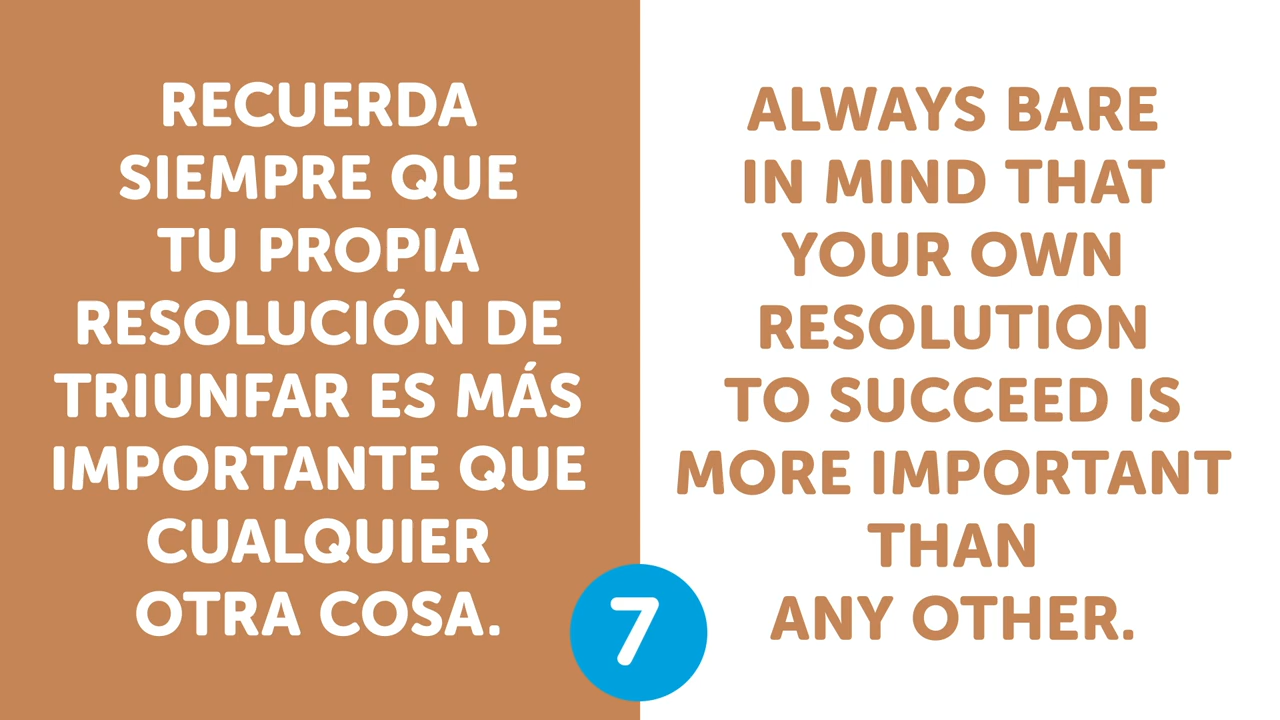 RECUERDA
SIEMPRE QUE
TU PROPIA
RESOLUCIÓN DE
TRIUNFAR ES MÁS
IMPORTANTE QUE
CUALQUIER
OTRA COSA.
ALWAYS BARE
IN MIND THAT
YOUR OWN
RESOLUTION
TO SUCCEED IS
MORE IMPORTANT
THAN
ANY OTHER.
7